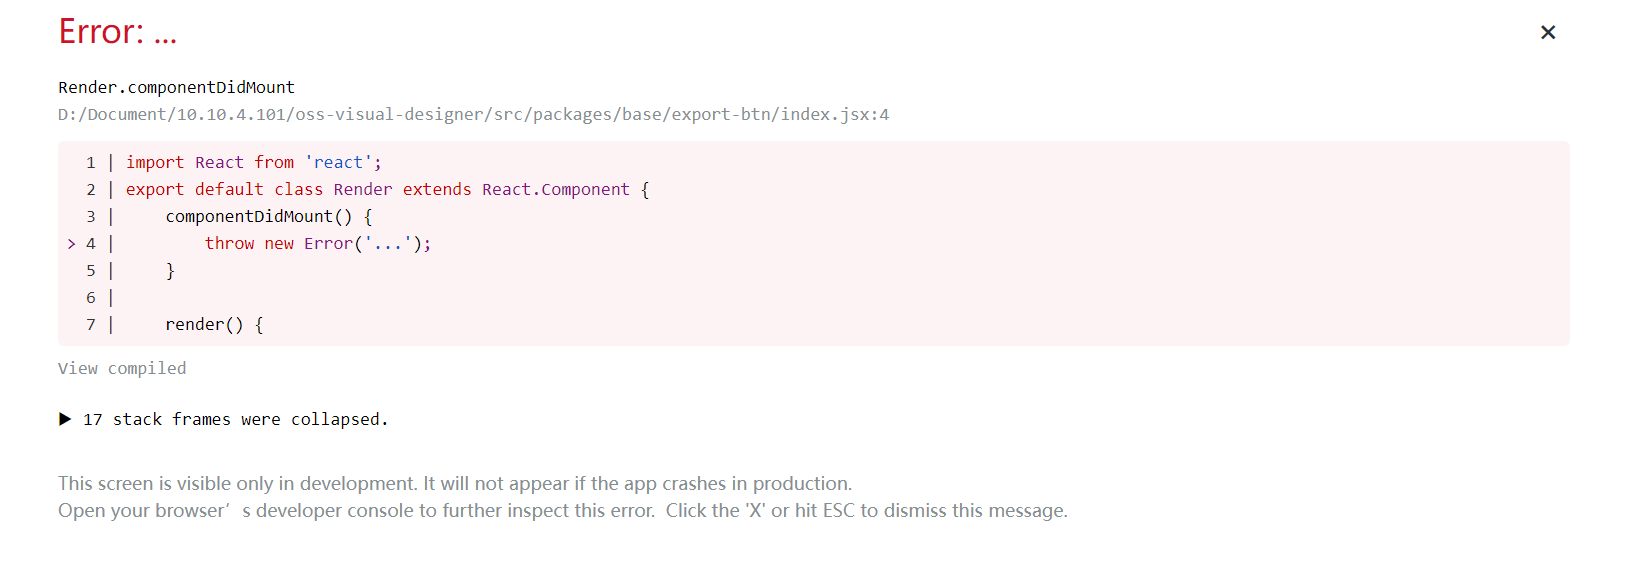 Error: ...
×
Render.componentDidMount
D:/Document/10.10.4.101/oss-visual-designer/src/packages/base/export-btn/index.jsx:4
  1 | import React from 'react';
  2 | export default class Render extends React.Component {
  3 |     componentDidMount() {
> 4 |         throw new Error('...');
  5 |     }
  6 |
  7 |     render() {
View compiled
▶ 17 stack frames were collapsed.
This screen is visible only in development. It will not appear if the app crashes in production.
Open your browser’s developer console to further inspect this error.  Click the 'X' or hit ESC to dismiss this message.